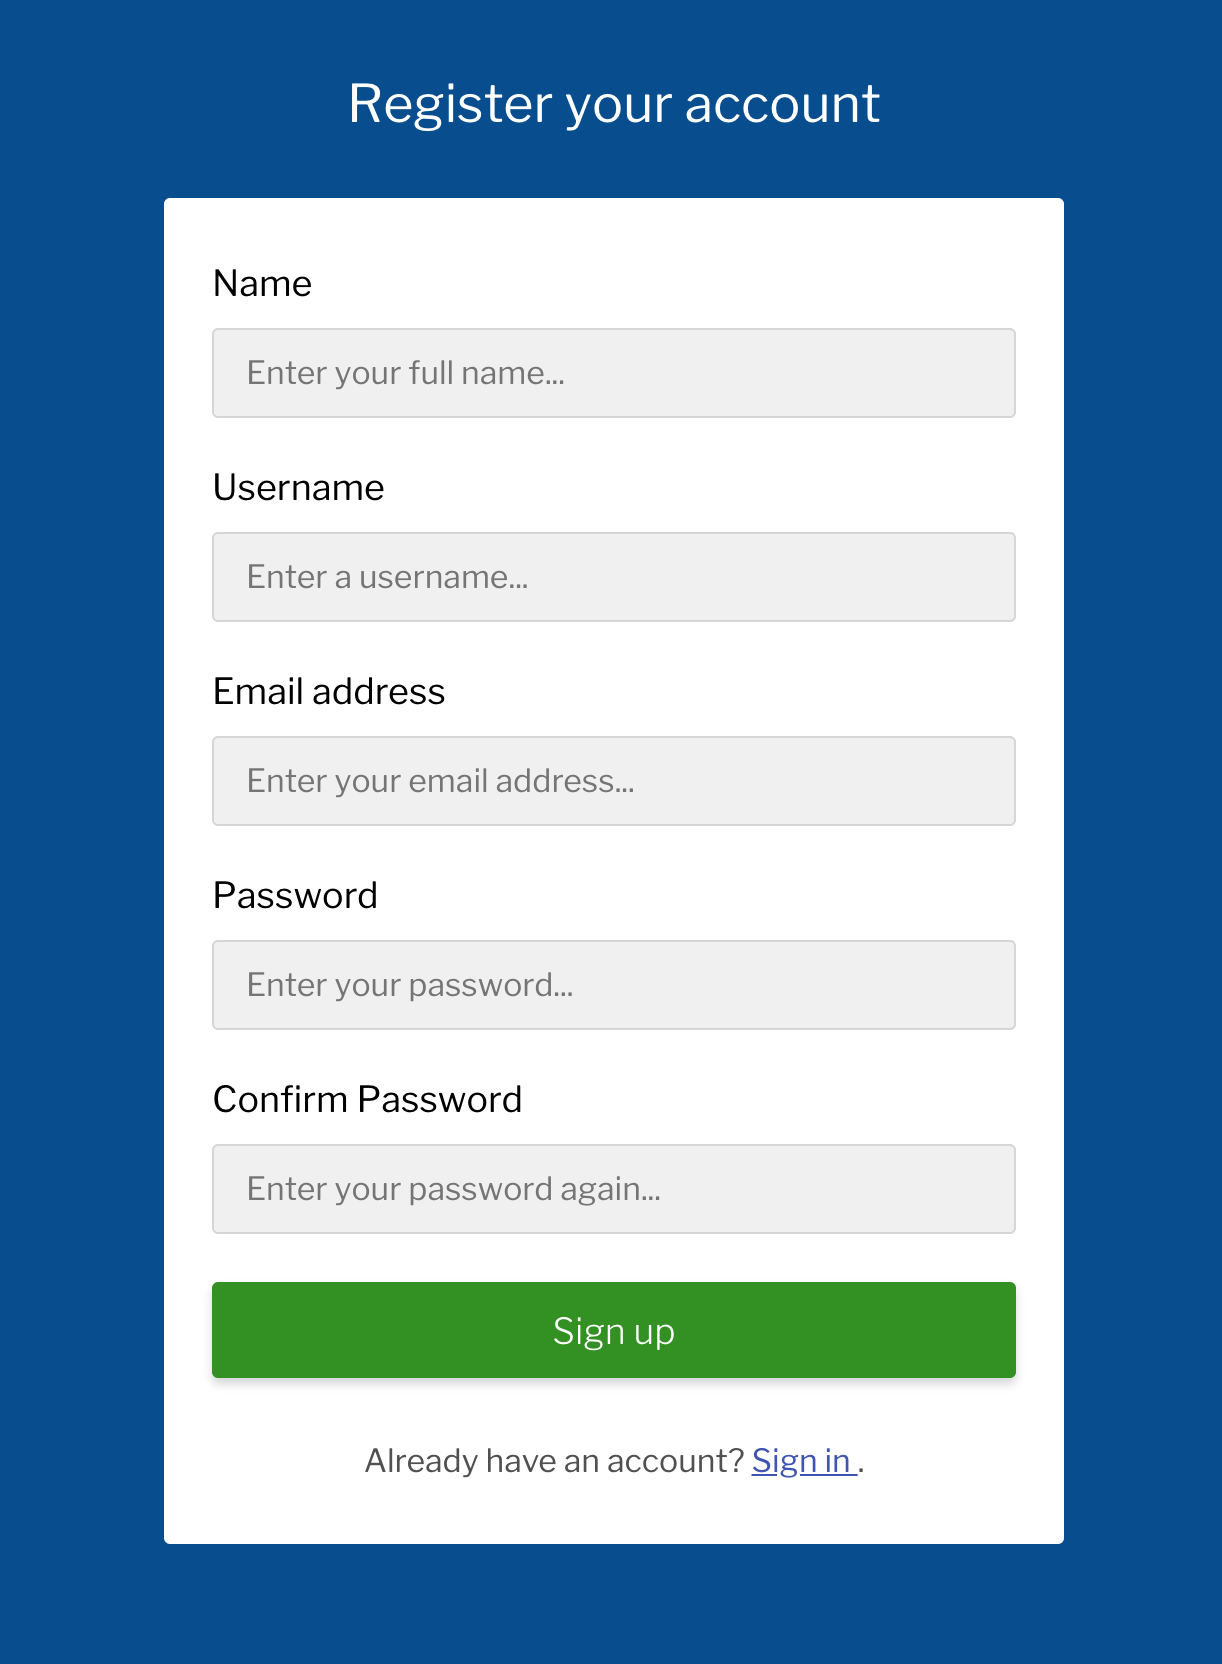 Register your account
Name
Enter your full name...
Username
Enter a username...
Email address
Enter your email address...
Password
Enter your password...
Confirm Password
Enter your password again...
Sign up
Already have an account? Sign in .